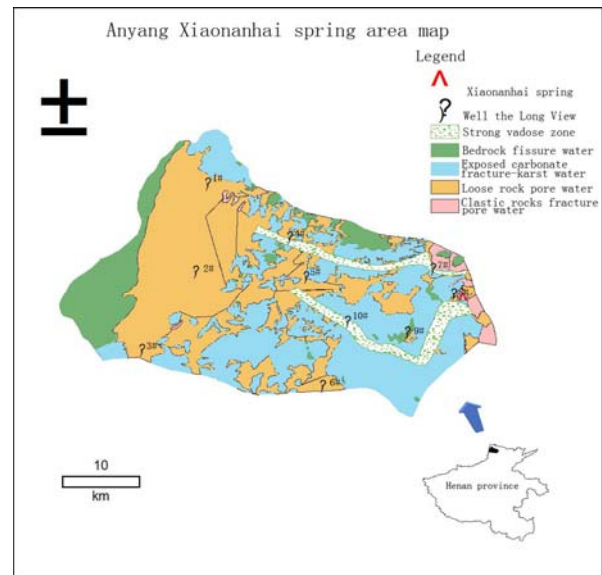 Anyang Xiaonanhai spring area map
Legend
Xiaonanhai spring
Well the Long View
Strong vadose zone
Bedrock fissure water
Exposed carbonate
fracture-karst water
Loose rock pore water
Clastic rocks fracture
pore water
1#
4#
2#
5#
7#
10#
9#
3#
6#
10
km
Henan province